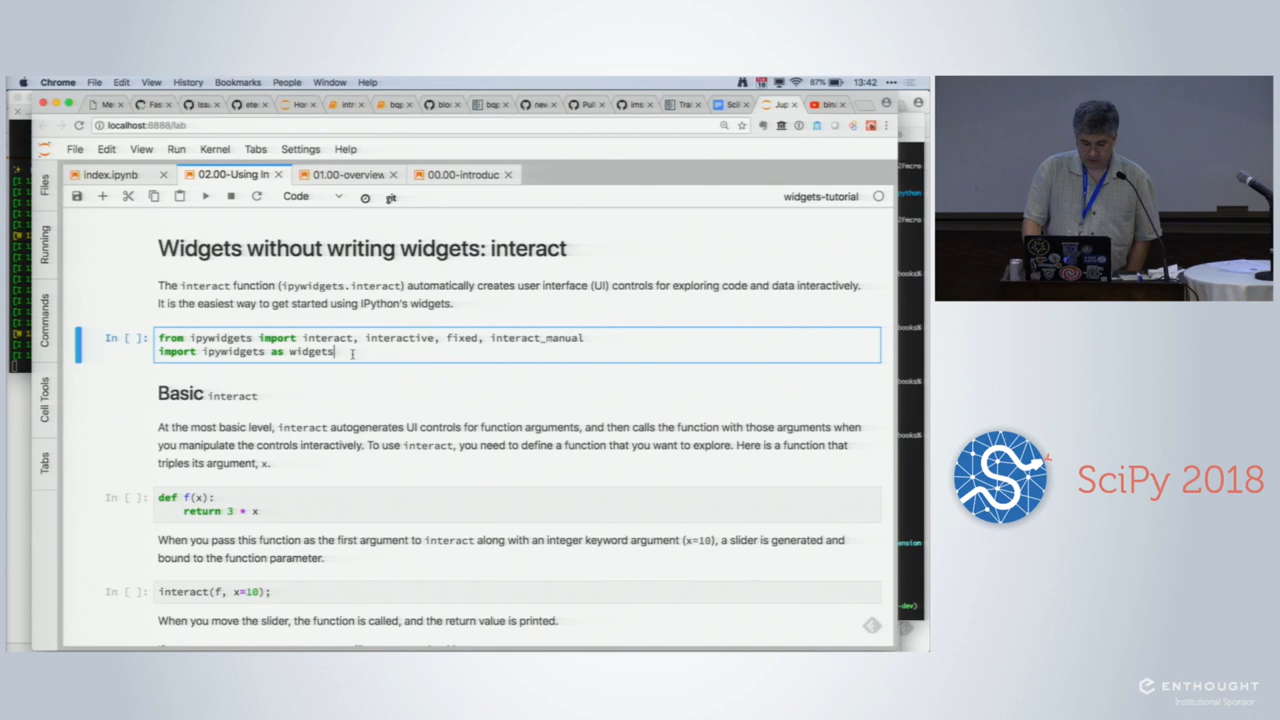 Chrome File Edit View History Bookmarks People Window Help 87% 13:42
localhost:8888/lab
File Edit View Run Kernel Tabs Settings Help
index.ipynb 02.00-Using In 01.00-overview 00.00-introduc
Code git widgets-tutorial
Files
Running
Commands
Cell Tools
Tabs
Widgets without writing widgets: interact
The interact function (ipywidgets.interact) automatically creates user interface (UI) controls for exploring code and data interactively.
It is the easiest way to get started using IPython's widgets.
In [ ]: from ipywidgets import interact, interactive, fixed, interact_manual
import ipywidgets as widgets
Basic interact
At the most basic level, interact autogenerates UI controls for function arguments, and then calls the function with those arguments when
you manipulate the controls interactively. To use interact, you need to define a function that you want to explore. Here is a function that
triples its argument, x.
In [ ]: def f(x):
return 3 * x
When you pass this function as the first argument to interact along with an integer keyword argument (x=10), a slider is generated and
bound to the function parameter.
In [ ]: interact(f, x=10);
When you move the slider, the function is called, and the return value is printed.
SciPy 2018
ENTHOUGHT
Institutional Sponsor